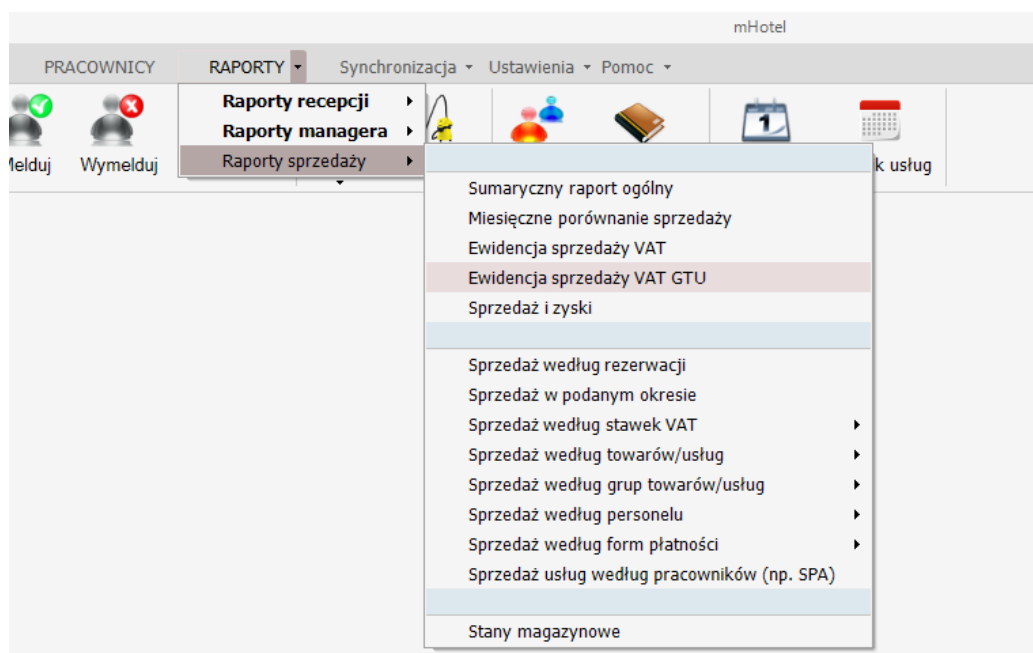 mHotel
PRACOWNICY RAPORTY Synchronizacja Ustawienia Pomoc
Raporty recepcji
Raporty managera
Raporty sprzedaży
Wymelduj
usług
Sumaryczny raport ogólny
Miesięczne porównanie sprzedaży
Ewidencja sprzedaży VAT
Ewidencja sprzedaży VAT GTU
Sprzedaż i zyski
Sprzedaż według rezerwacji
Sprzedaż w podanym okresie
Sprzedaż według stawek VAT
Sprzedaż według towarów/usług
Sprzedaż według grup towarów/usług
Sprzedaż według personelu
Sprzedaż według form płatności
Sprzedaż usług według pracowników (np. SPA)
Stany magazynowe